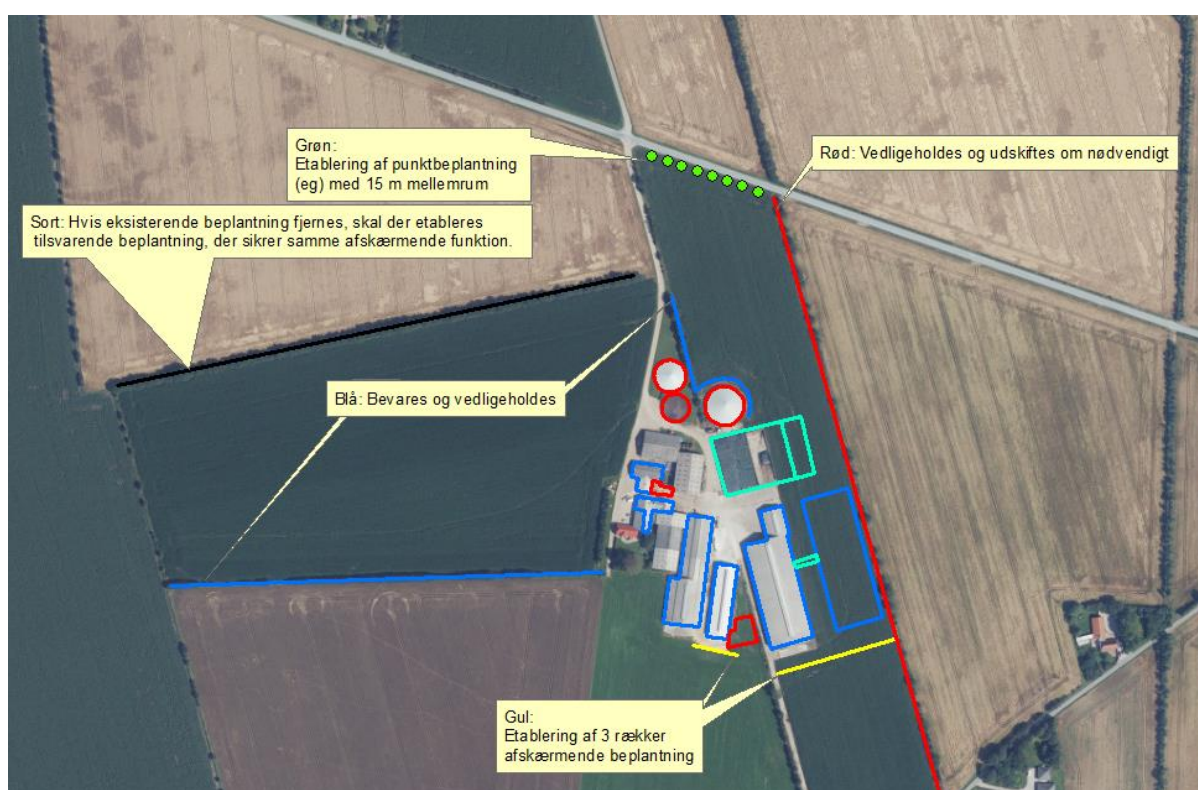 Grøn:
Etablering af punktbeplantning
(eg) med 15 m mellemrum
Rød: Vedligeholdes og udskiftes om nødvendigt
Sort: Hvis eksisterende beplantning fjernes, skal der etableres
tilsvarende beplantning, der sikrer samme afskærmende funktion.
Blå: Bevares og vedligeholdes
Gul:
Etablering af 3 rækker
afskærmende beplantning